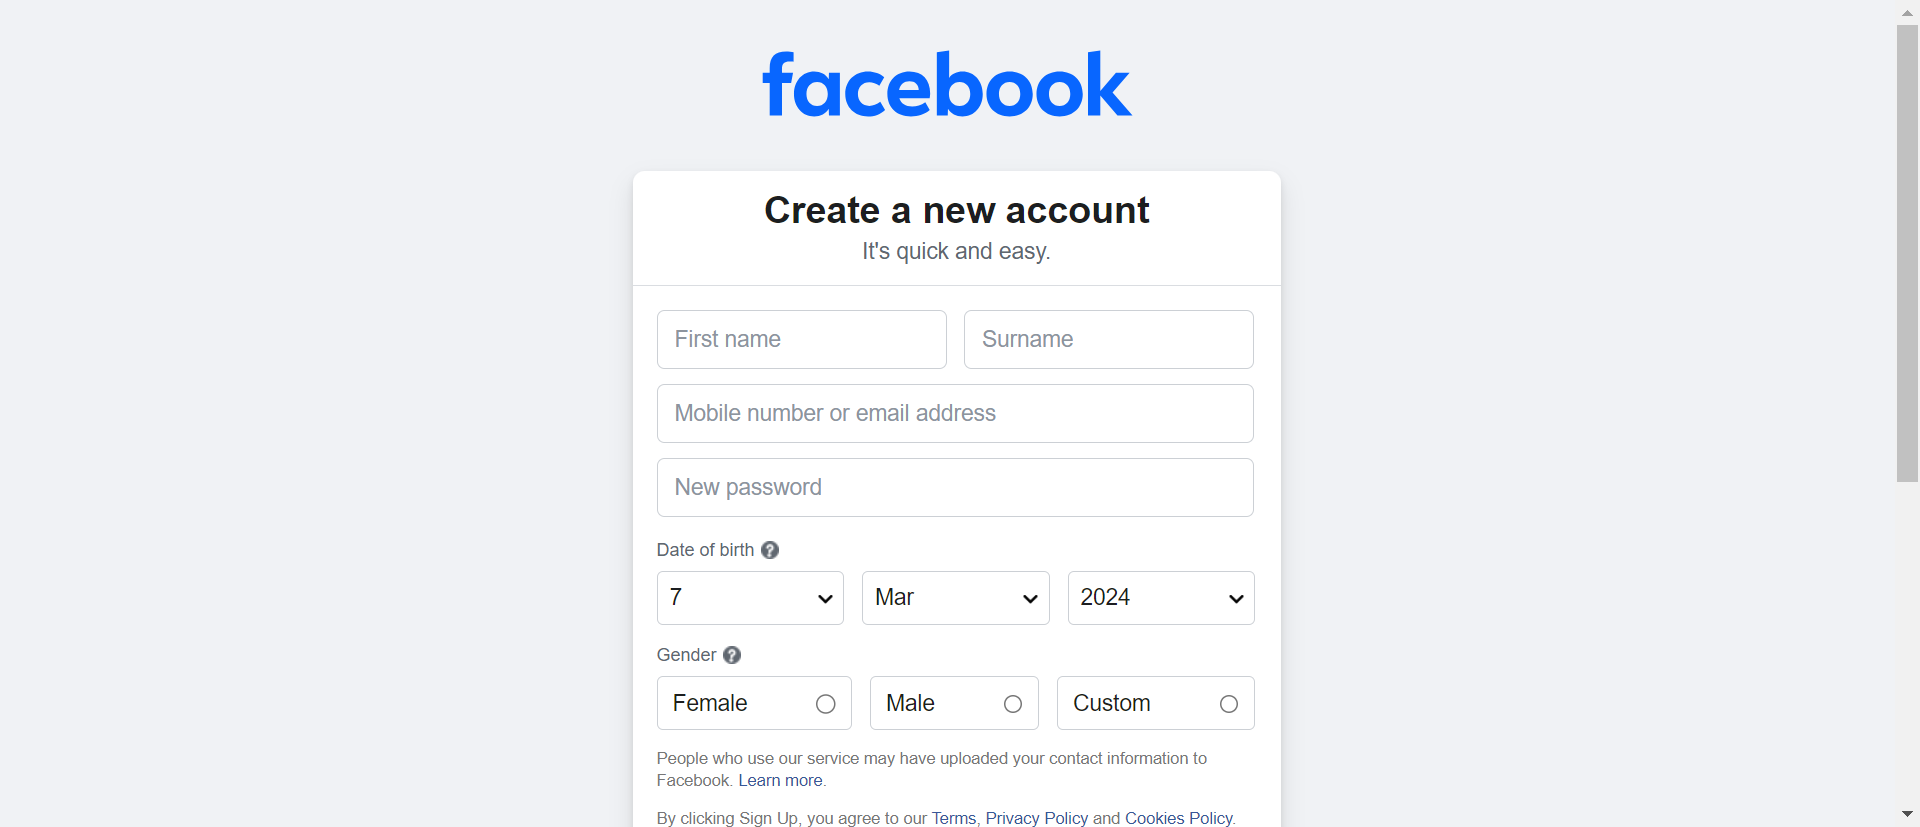 facebook
Create a new account
It's quick and easy.
First name Surname
Mobile number or email address
New password
Date of birth ?
7 Mar 2024
Gender ?
Female Male Custom
People who use our service may have uploaded your contact information to
Facebook. Learn more.
By clicking Sign Up, you agree to our Terms, Privacy Policy and Cookies Policy.